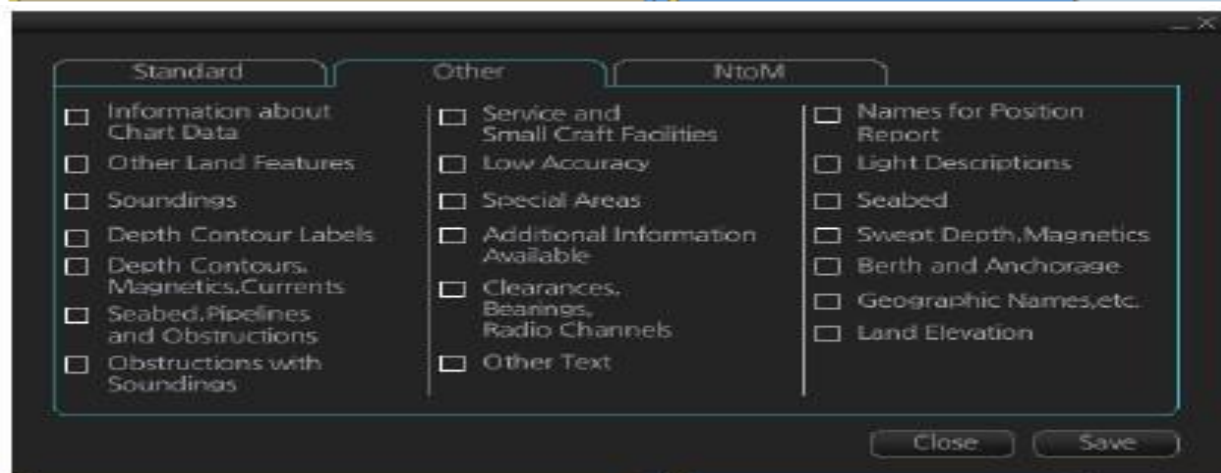 Standard
Other
NtoM
Information about
Chart Data
Other Land Features
Soundings
Depth Contour Labels
Depth Contours,
Magnetics,Currents
Seabed,Pipelines
and Obstructions
Obstructions with
Soundings
Service and
Small Craft Facilities
Low Accuracy
Special Areas
Additional Information
Available
Clearances,
Bearings,
Radio Channels
Other Text
Names for Position
Report
Light Descriptions
Seabed
Swept Depth,Magnetics
Berth and Anchorage
Geographic Names,etc.
Land Elevation
Close
Save